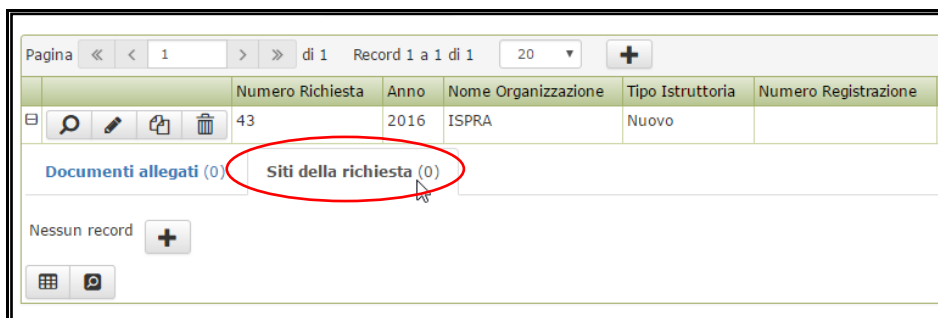 Pagina « < 1 > » di 1 Record 1 a 1 di 1 20
Numero Richiesta Anno Nome Organizzazione Tipo Istruttoria Numero Registrazione
43 2016 ISPRA Nuovo
Documenti allegati (0) Siti della richiesta (0)
Nessun record